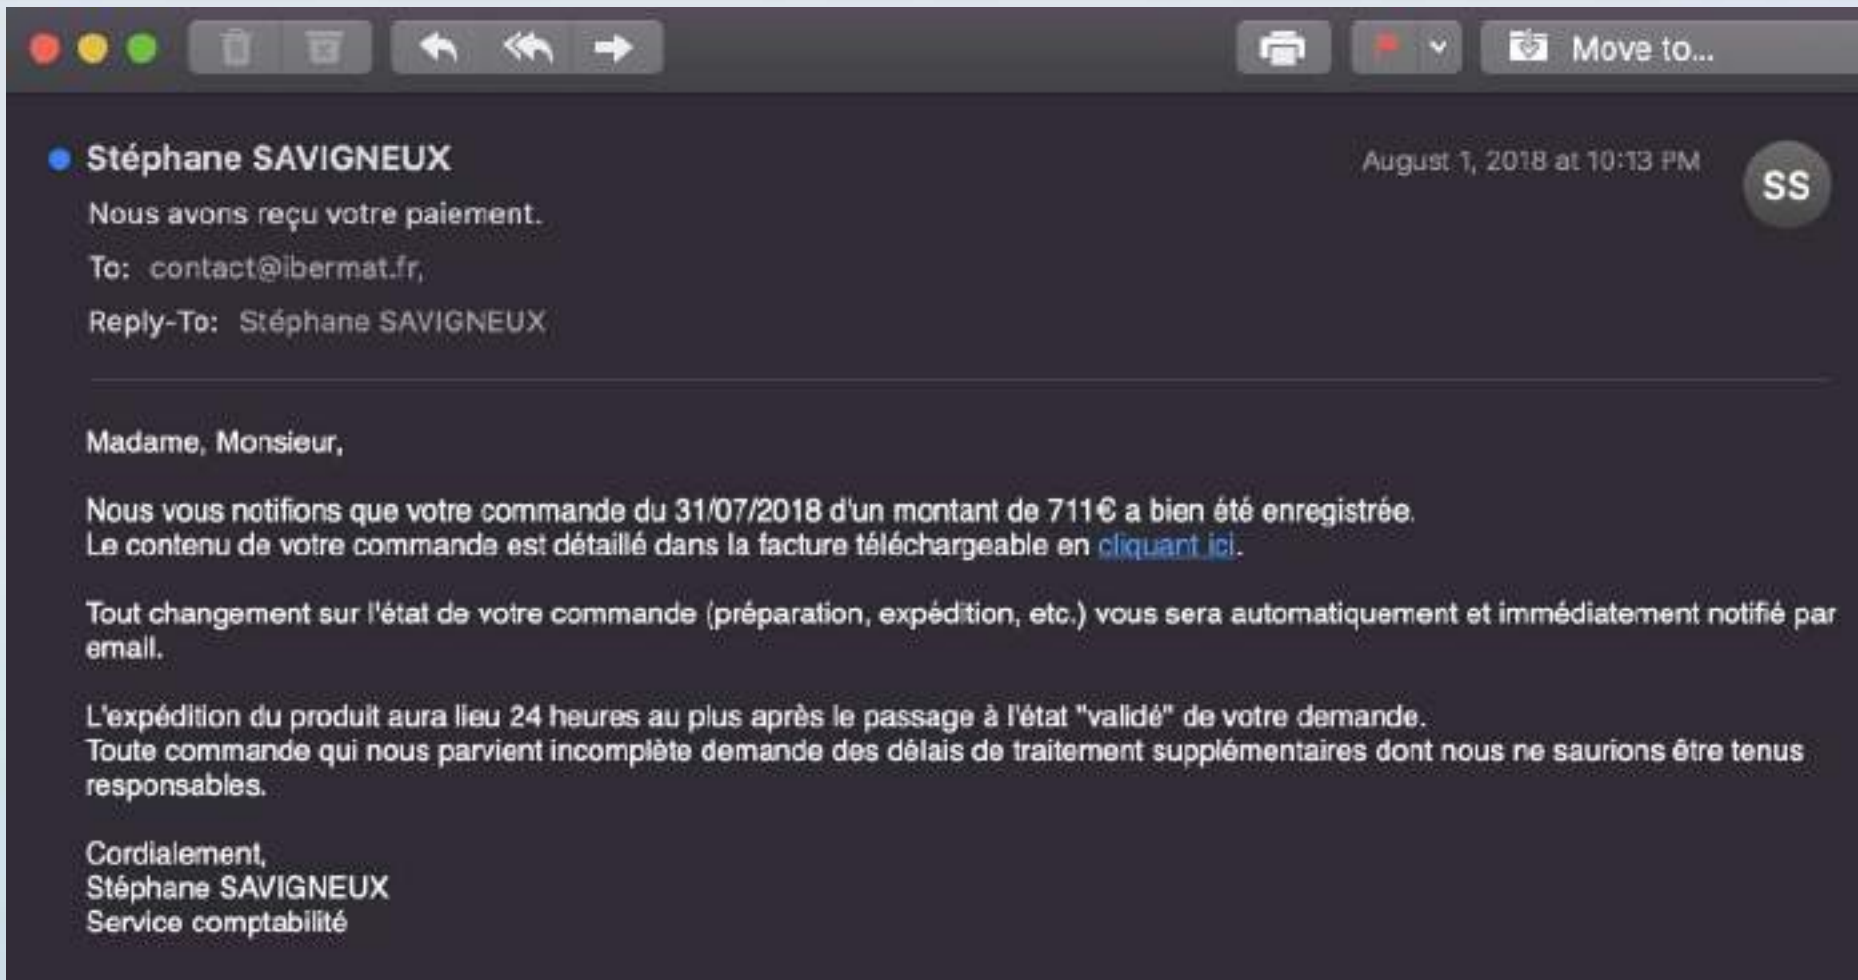 Move to...
Stéphane SAVIGNEUX
August 1, 2018 at 10:13 PM
SS
Nous avons reçu votre paiement.
To: contact@ibermat.fr,
Reply-To: Stéphane SAVIGNEUX
Madame, Monsieur,
Nous vous notifions que votre commande du 31/07/2018 d'un montant de 711€ a bien été enregistrée.
Le contenu de votre commande est détaillé dans la facture téléchargeable en cliquant ici.
Tout changement sur l'état de votre commande (préparation, expédition, etc.) vous sera automatiquement et immédiatement notifié par
email.
L'expédition du produit aura lieu 24 heures au plus après le passage à l'état "validé" de votre demande.
Toute commande qui nous parvient incomplète demande des délais de traitement supplémentaires dont nous ne saurions être tenus
responsables.
Cordialement,
Stéphane SAVIGNEUX
Service comptabilité